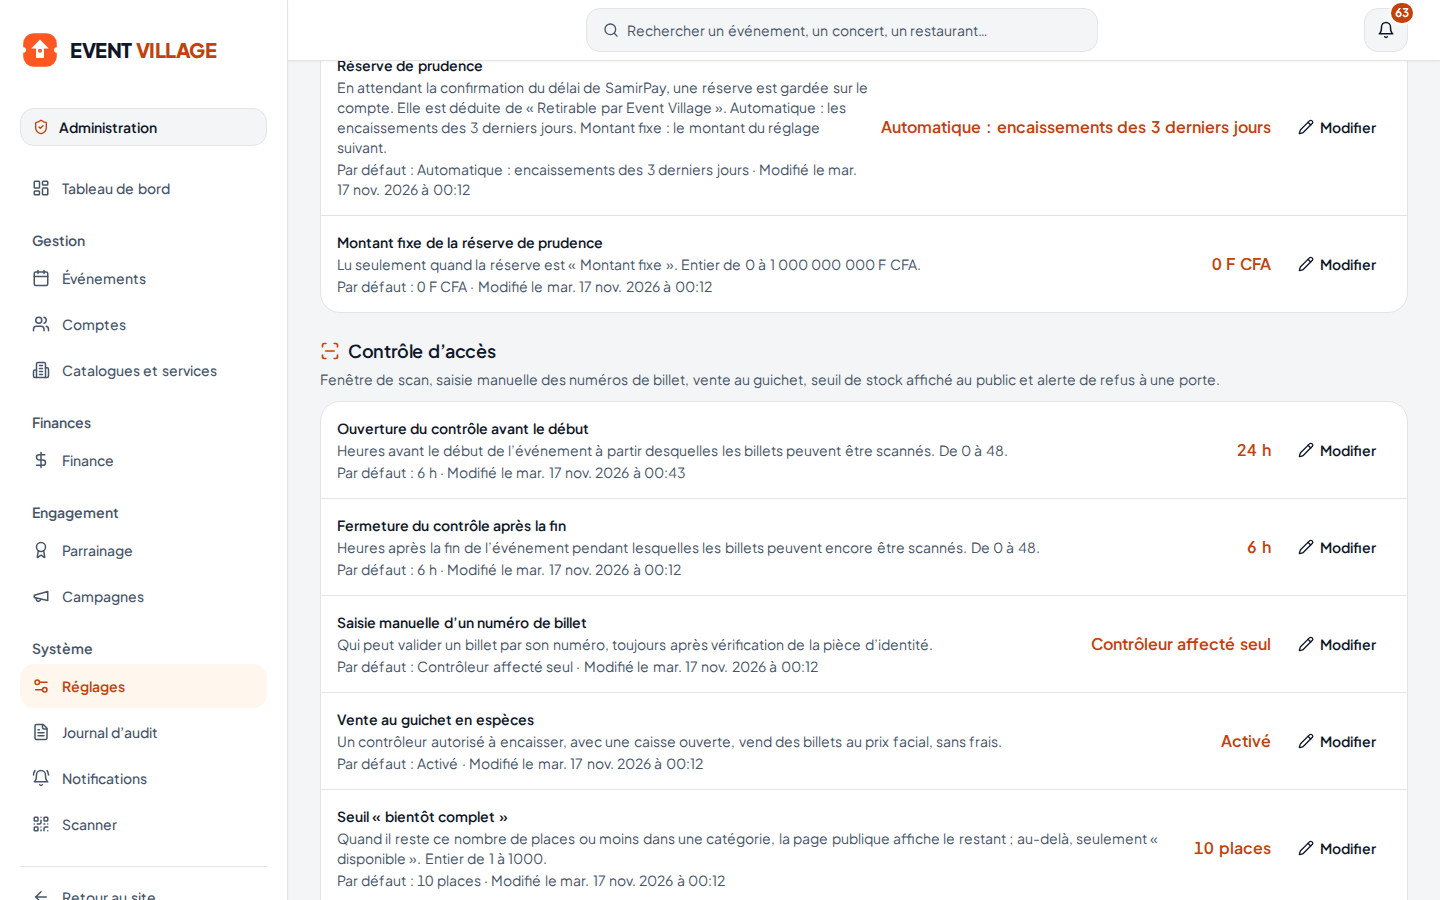 EVENT VILLAGE
Rechercher un événement, un concert, un restaurant…
63
Administration
Tableau de bord
Gestion
Événements
Comptes
Catalogues et services
Finances
Finance
Engagement
Parrainage
Campagnes
Système
Réglages
Journal d’audit
Notifications
Scanner
Retour au site
Réserve de prudence
En attendant la confirmation du délai de SamirPay, une réserve est gardée sur le
compte. Elle est déduite de « Retirable par Event Village ». Automatique : les
encaissements des 3 derniers jours. Montant fixe : le montant du réglage
suivant.
Par défaut : Automatique : encaissements des 3 derniers jours · Modifié le mar.
17 nov. 2026 à 00:12
Automatique : encaissements des 3 derniers jours
Modifier
Montant fixe de la réserve de prudence
Lu seulement quand la réserve est « Montant fixe ». Entier de 0 à 1 000 000 000 F CFA.
Par défaut : 0 F CFA · Modifié le mar. 17 nov. 2026 à 00:12
0 F CFA
Modifier
Contrôle d’accès
Fenêtre de scan, saisie manuelle des numéros de billet, vente au guichet, seuil de stock affiché au public et alerte de refus à une porte.
Ouverture du contrôle avant le début
Heures avant le début de l’événement à partir desquelles les billets peuvent être scannés. De 0 à 48.
Par défaut : 6 h · Modifié le mar. 17 nov. 2026 à 00:43
24 h
Modifier
Fermeture du contrôle après la fin
Heures après la fin de l’événement pendant lesquelles les billets peuvent encore être scannés. De 0 à 48.
Par défaut : 6 h · Modifié le mar. 17 nov. 2026 à 00:12
6 h
Modifier
Saisie manuelle d’un numéro de billet
Qui peut valider un billet par son numéro, toujours après vérification de la pièce d’identité.
Par défaut : Contrôleur affecté seul · Modifié le mar. 17 nov. 2026 à 00:12
Contrôleur affecté seul
Modifier
Vente au guichet en espèces
Un contrôleur autorisé à encaisser, avec une caisse ouverte, vend des billets au prix facial, sans frais.
Par défaut : Activé · Modifié le mar. 17 nov. 2026 à 00:12
Activé
Modifier
Seuil « bientôt complet »
Quand il reste ce nombre de places ou moins dans une catégorie, la page publique affiche le restant ; au-delà, seulement «
disponible ». Entier de 1 à 1000.
Par défaut : 10 places · Modifié le mar. 17 nov. 2026 à 00:12
10 places
Modifier